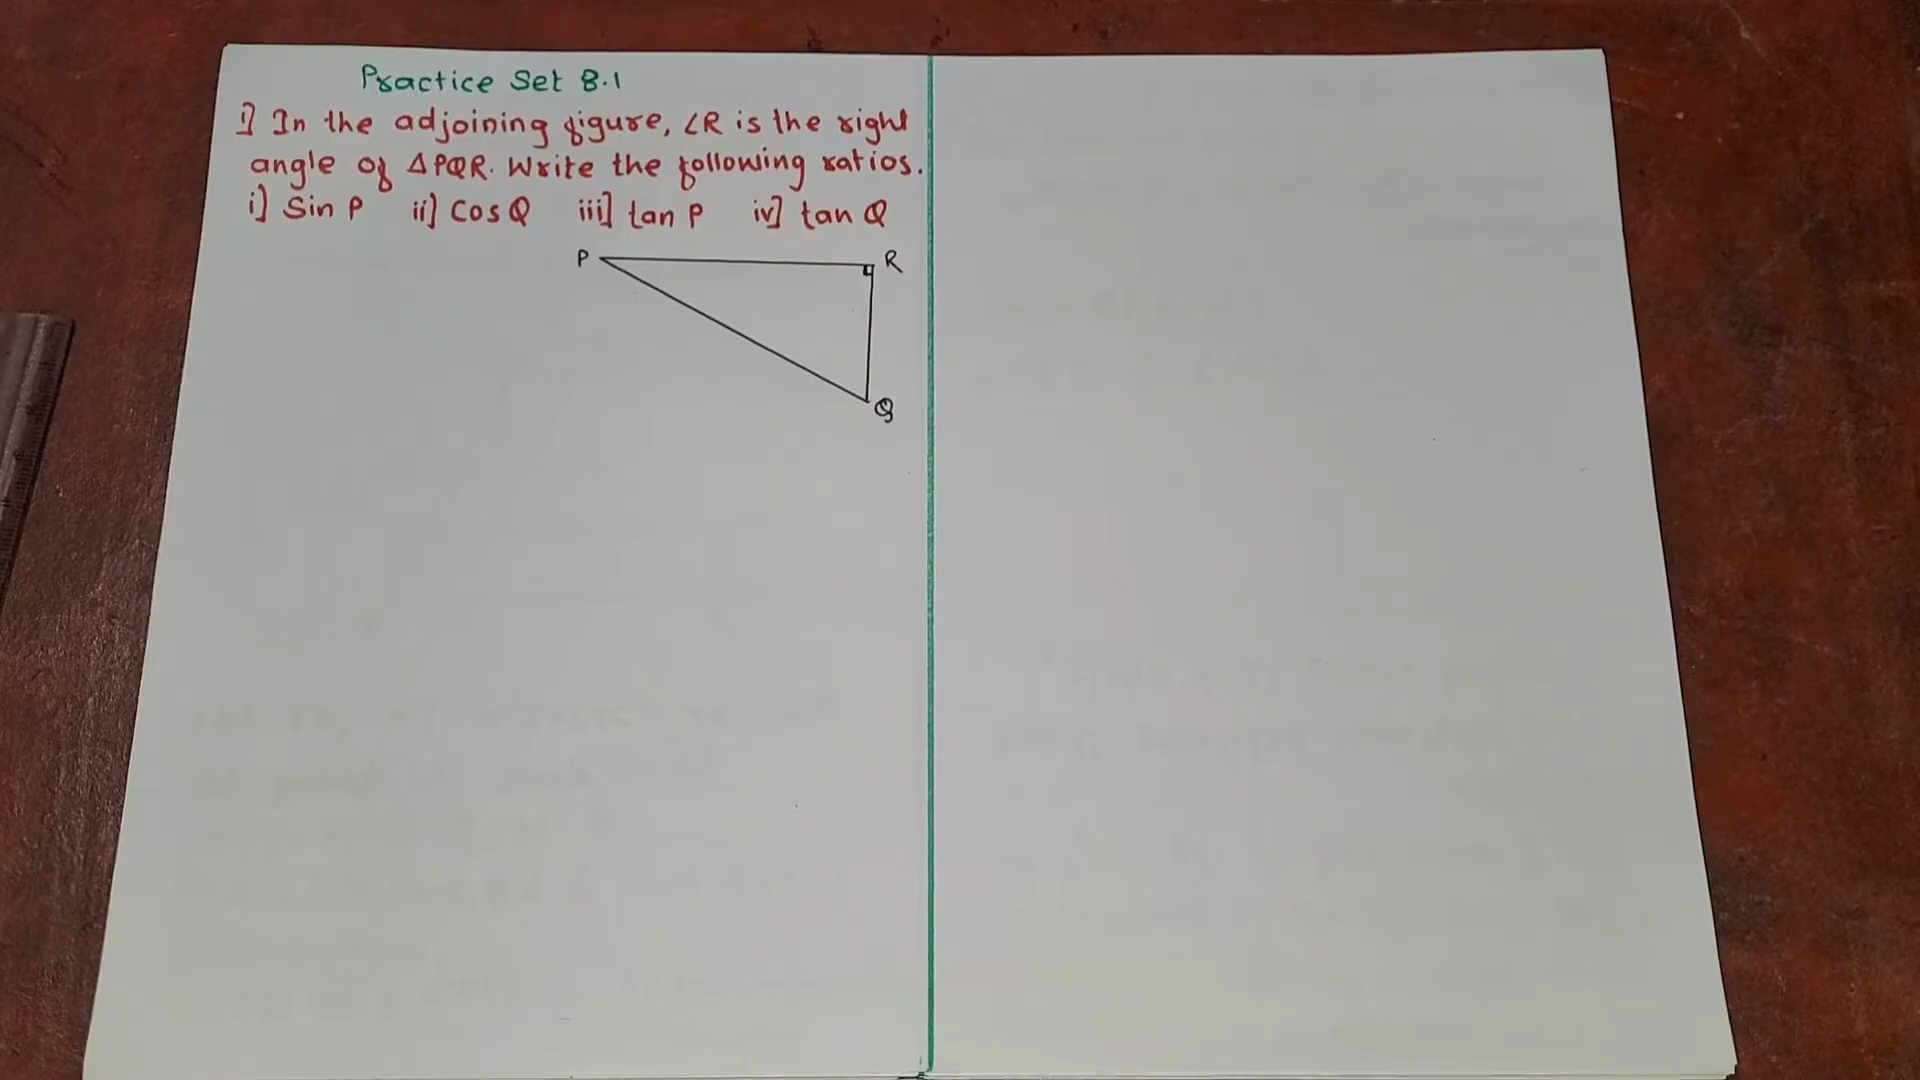 Practice Set 8.1
1] In the adjoining figure, ∠R is the right
angle of ΔPQR. Write the following ratios.
i] Sin P ii] Cos Q iii] tan P iv] tan Q
P R
Q